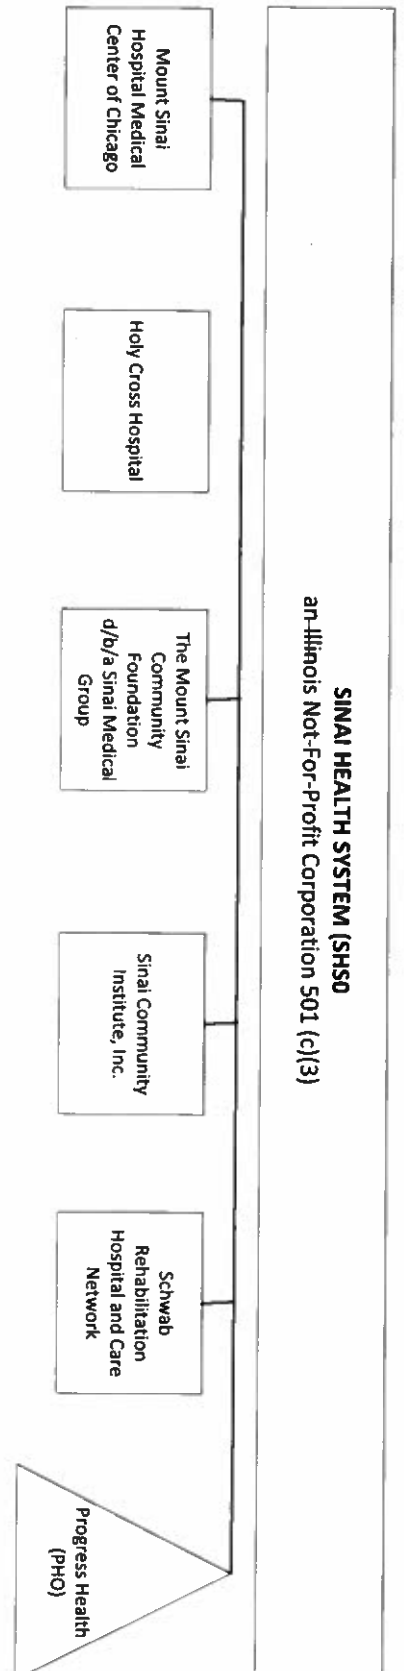 SINAI HEALTH SYSTEM (SHS0
an Illinois Not-For-Profit Corporation 501 (c)(3)
Mount Sinai
Hospital Medical
Center of Chicago
Holy Cross Hospital
The Mount Sinai
Community
Foundation
d/b/a Sinai Medical
Group
Sinai Community
Institute, Inc.
Schwab
Rehabilitation
Hospital and Care
Network
Progress Health
(PHO)